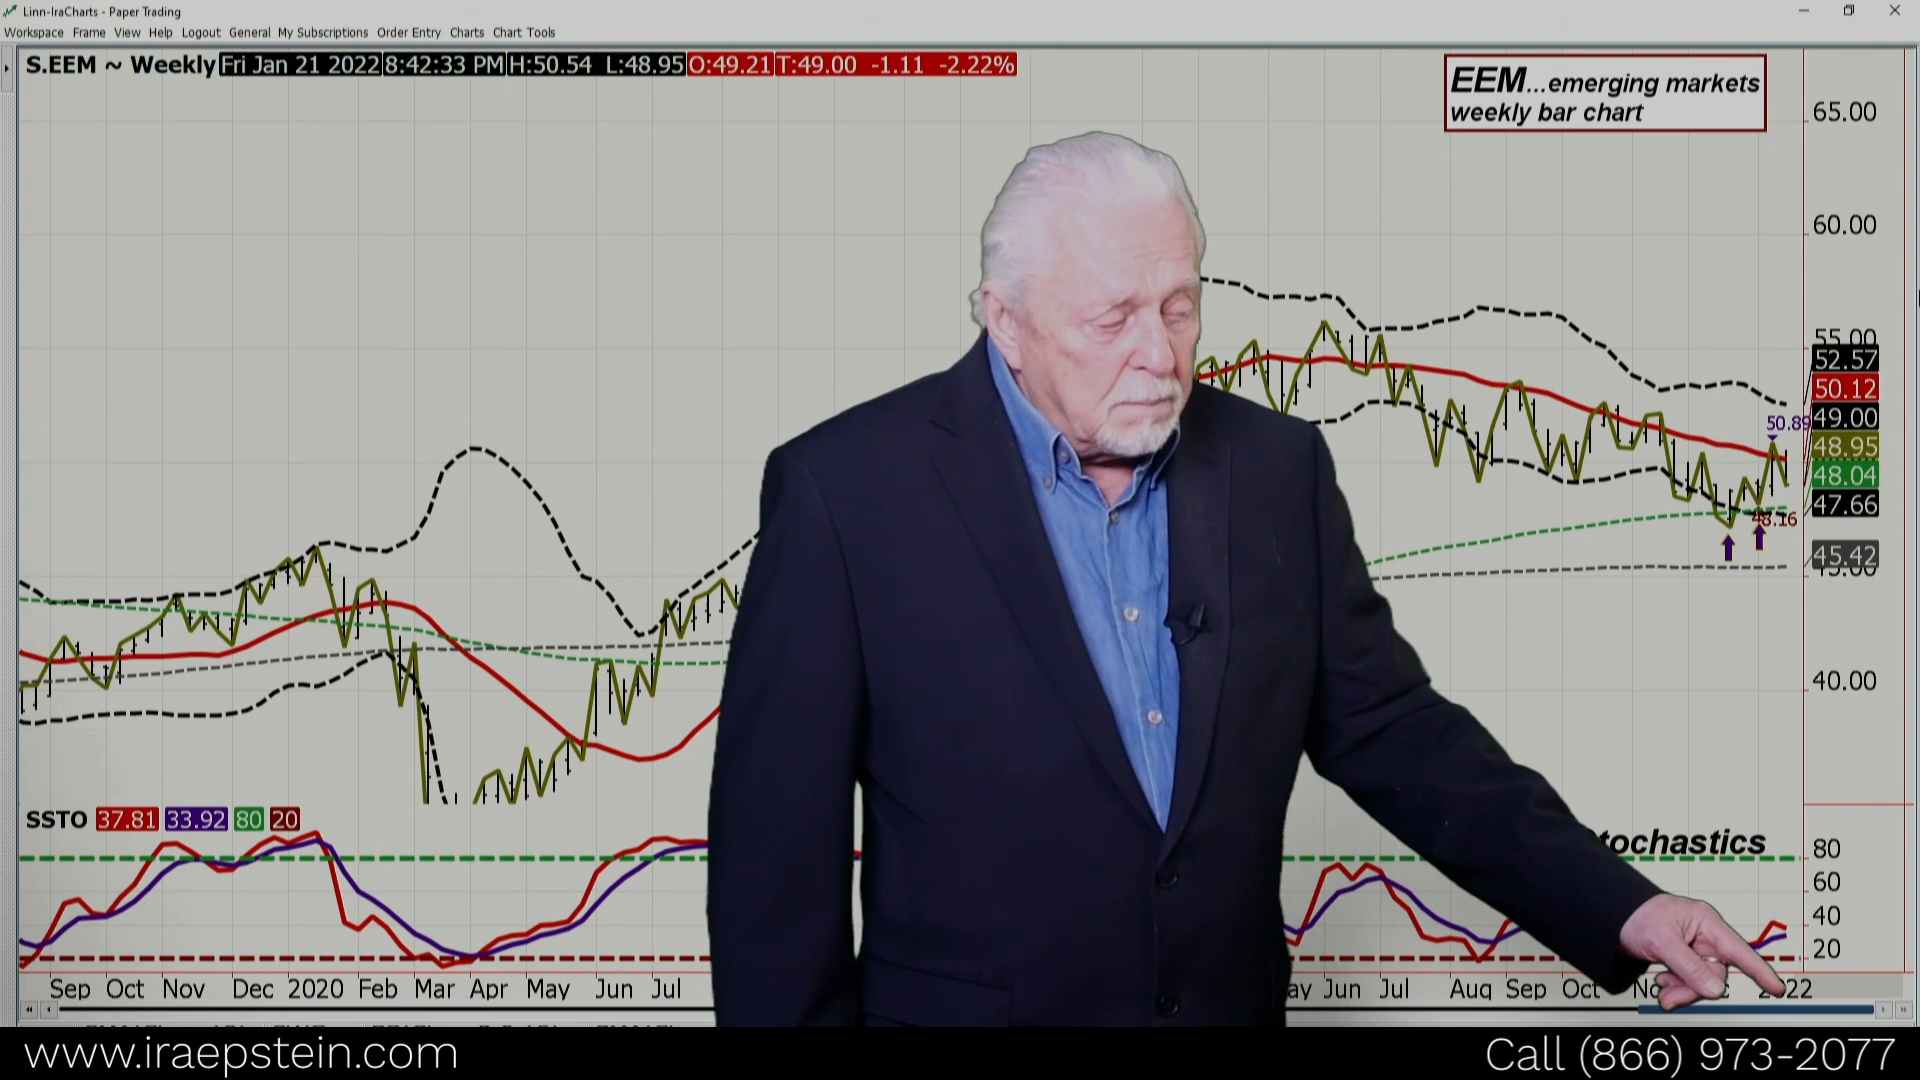 Linn-IraCharts - Paper Trading
Workspace Frame View Help Logout General My Subscriptions Order Entry Charts Chart Tools
S.EEM ~ Weekly Fri Jan 21 2022 8:42:33 PM H:50.54 L:48.95 O:49.21 T:49.00 -1.11 -2.22%
EEM...emerging markets
weekly bar chart
65.00
60.00
55.00
52.57
50.12
50.89
49.00
48.95
48.04
47.66
48.16
45.42
40.00
SSTO 37.81 33.92 80 20
tochastics
80
60
40
20
Sep Oct Nov Dec 2020 Feb Mar Apr May Jun Jul ay Jun Jul Aug Sep Oct 2022
www.iraepstein.com
Call (866) 973-2077